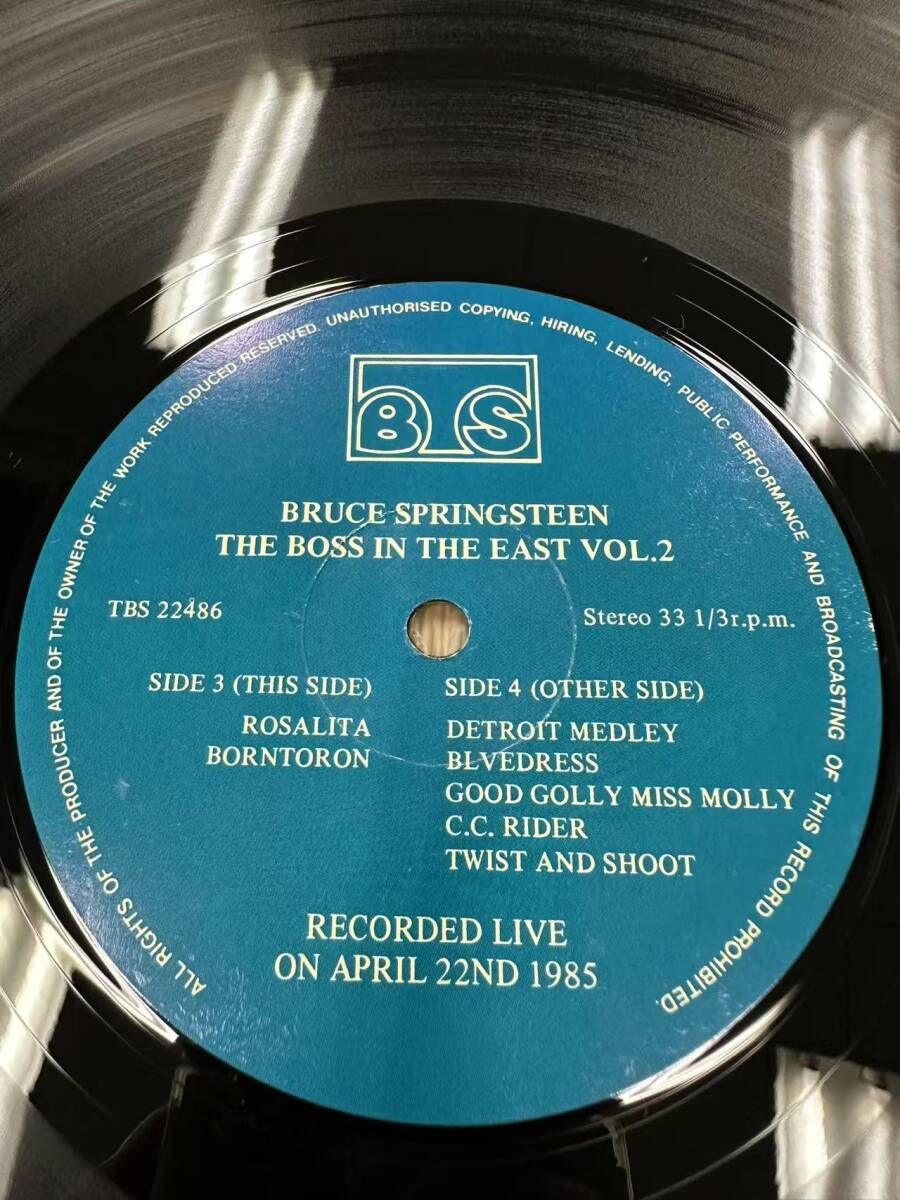 ALL RIGHTS OF THE PRODUCER AND OF THE OWNER OF THE WORK REPRODUCED RESERVED. UNAUTHORISED COPYING, HIRING, LENDING, PUBLIC PERFORMANCE AND BROADCASTING OF THIS RECORD PROHIBITED.
BTS
BRUCE SPRINGSTEEN
THE BOSS IN THE EAST VOL.2
TBS 22486
Stereo 33 1/3r.p.m.
SIDE 3 (THIS SIDE)
ROSALITA
BORNTORON
SIDE 4 (OTHER SIDE)
DETROIT MEDLEY
BLVEDRESS
GOOD GOLLY MISS MOLLY
C.C. RIDER
TWIST AND SHOOT
RECORDED LIVE
ON APRIL 22ND 1985